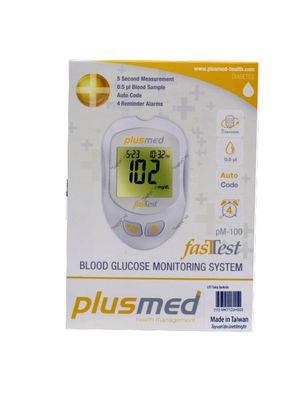 www.plusmed-health.com
DIABETES
5 Second Measurement
0.5 µl Blood Sample
Auto Code
4 Reminder Alarms
0.5 µl
Auto
Code
4
plusmed
5-23 10:32
PM
102
mg/dL
pM-100
fasTTest
BLOOD GLUCOSE MONITORING SYSTEM
plusmed
health management
Made in Taiwan